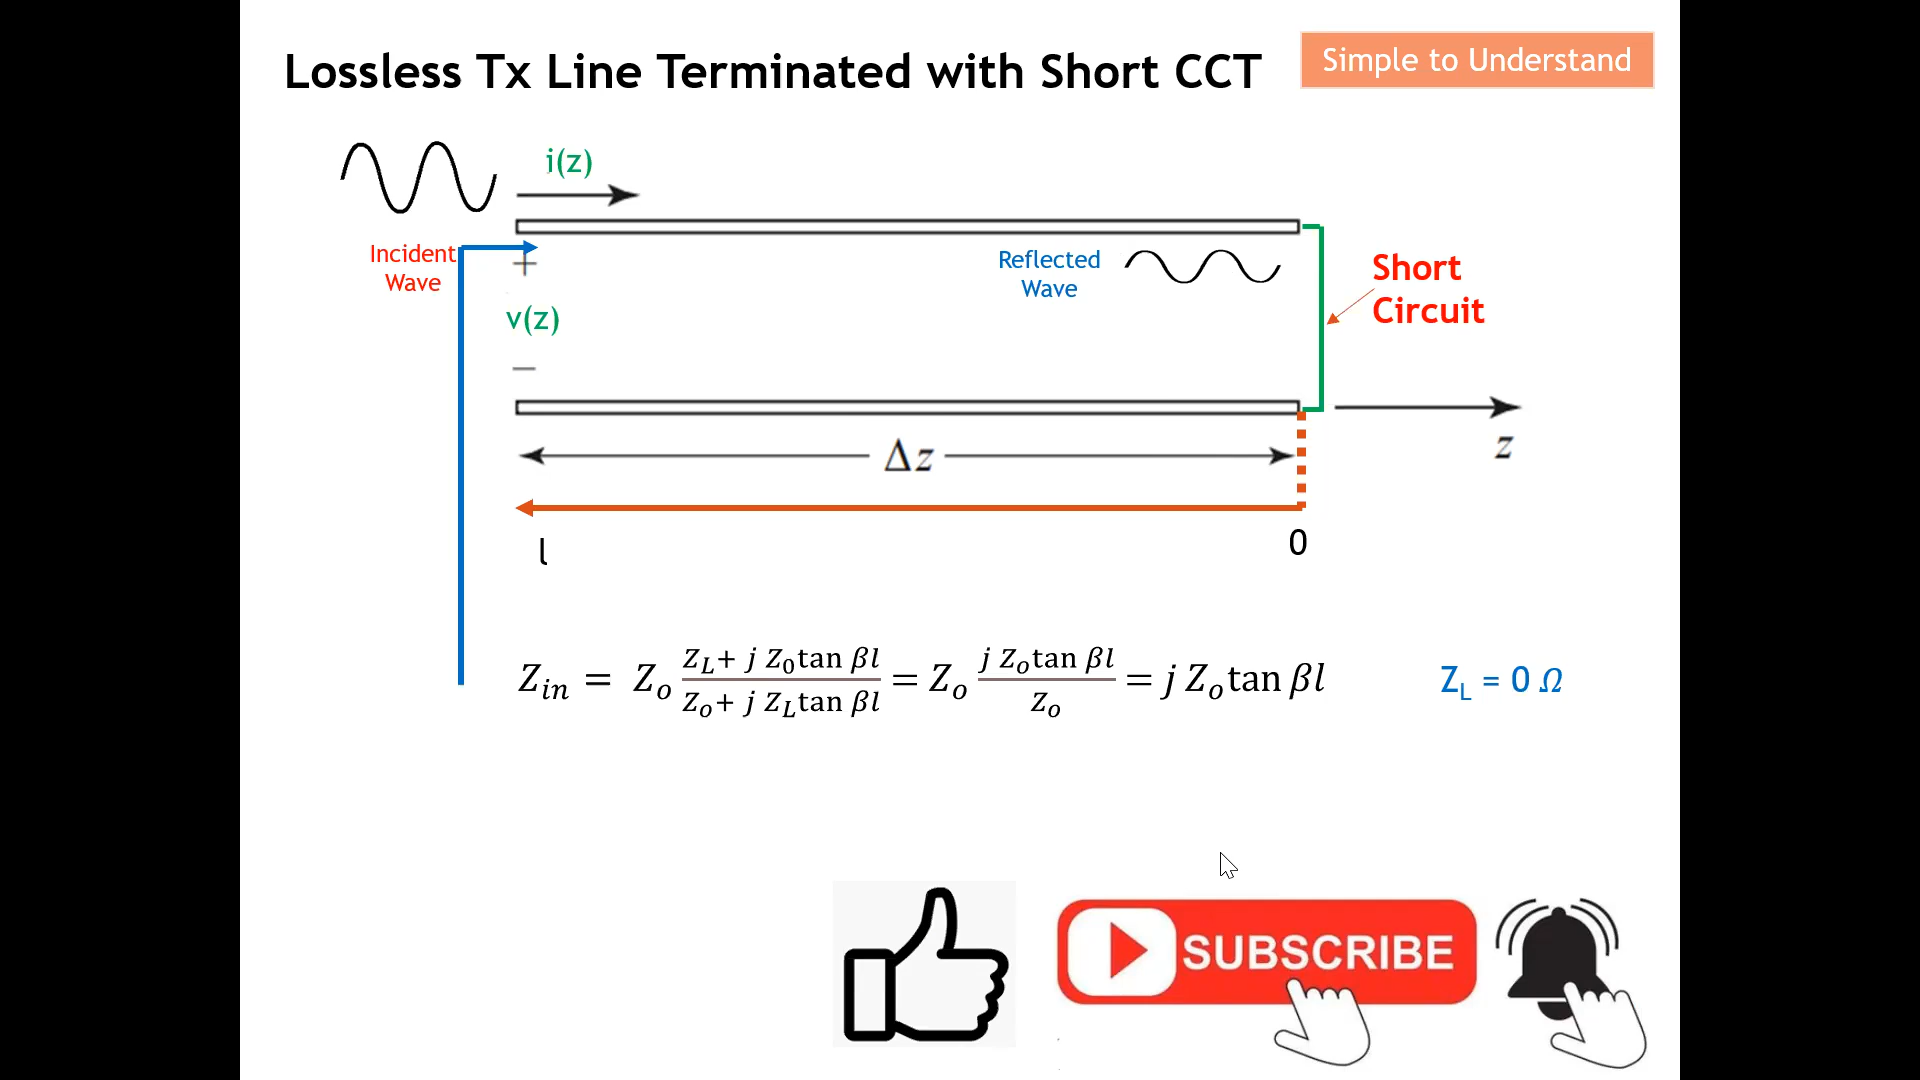 Lossless Tx Line Terminated with Short CCT
Simple to Understand
i(z)
Incident
Wave
+
v(z)
−
Reflected
Wave
Short
Circuit
Δz
z
l
0
Z_in = Z_o (Z_L + j Z_0 tan βl)/(Z_o + j Z_L tan βl) = Z_o (j Z_o tan βl)/(Z_o) = j Z_o tan βl
Z_L = 0 Ω
SUBSCRIBE